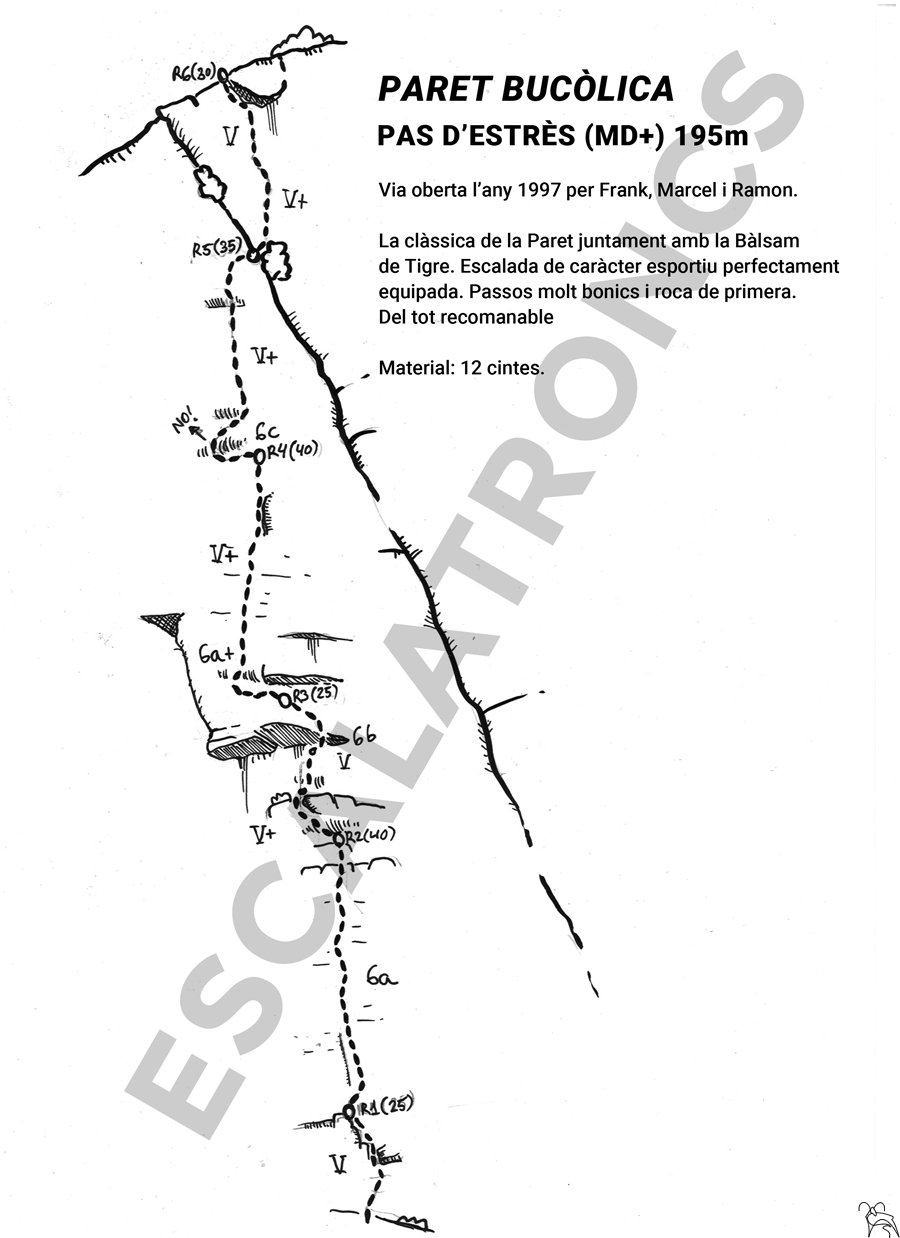 PARET BUCÒLICA
PAS D'ESTRÈS (MD+) 195m
Via oberta l'any 1997 per Frank, Marcel i Ramon.
La clàssica de la Paret juntament amb la Bàlsam
de Tigre. Escalada de caràcter esportiu perfectament
equipada. Passos molt bonics i roca de primera.
Del tot recomanable
Material: 12 cintes.
R6(30)
V
V+
R5(35)
V+
NO!
6c
R4(40)
V+
6a+
R3(25)
6b
V
V+
R2(40)
6a
R1(25)
V
ESCALATRONCS